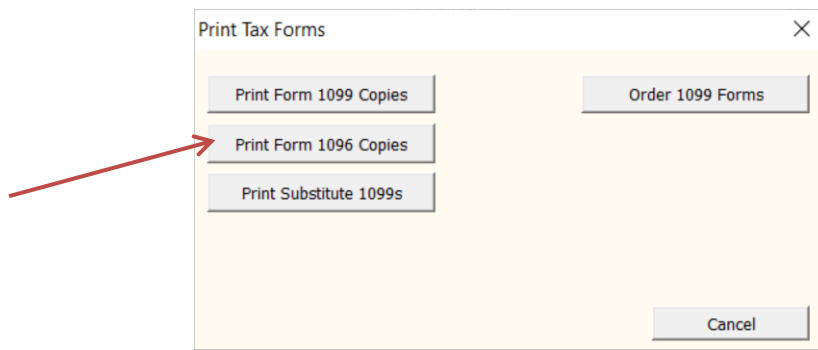 Print Tax Forms
Print Form 1099 Copies
Order 1099 Forms
Print Form 1096 Copies
Print Substitute 1099s
Cancel